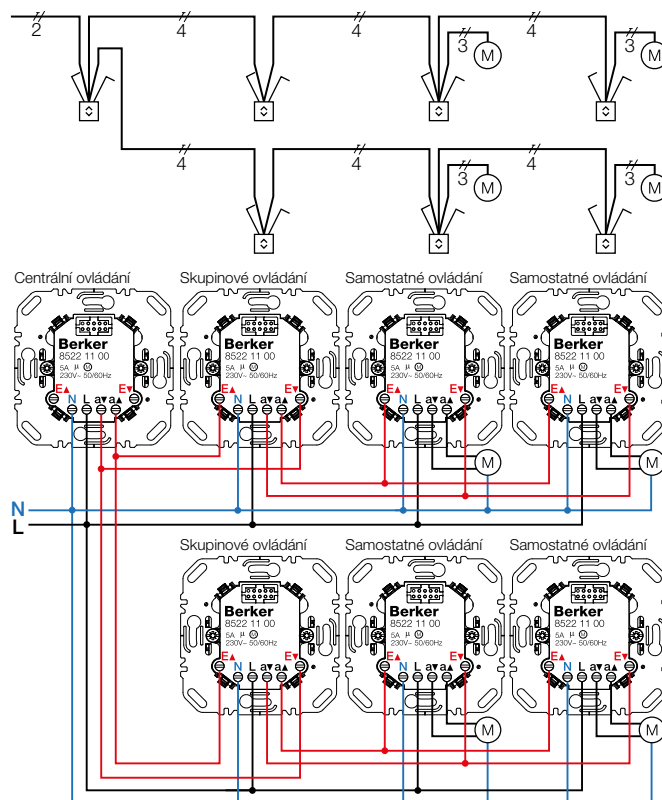 2 4 4 3 M 4 3 M
4 4 3 M 4 3 M
Centrální ovládání Skupinové ovládání Samostatné ovládání Samostatné ovládání
Berker Berker Berker Berker
8522 11 00 8522 11 00 8522 11 00 8522 11 00
5A µ M 5A µ M 5A µ M 5A µ M
230V~ 50/60Hz 230V~ 50/60Hz 230V~ 50/60Hz 230V~ 50/60Hz
E▲ N L a▼ a▲ E▼ E▲ N L a▼ a▲ E▼ E▲ N L a▼ a▲ E▼ E▲ N L a▼ a▲ E▼
M M
N
L
Skupinové ovládání Samostatné ovládání Samostatné ovládání
Berker Berker Berker
8522 11 00 8522 11 00 8522 11 00
5A µ M 5A µ M 5A µ M
230V~ 50/60Hz 230V~ 50/60Hz 230V~ 50/60Hz
E▲ N L a▼ a▲ E▼ E▲ N L a▼ a▲ E▼ E▲ N L a▼ a▲ E▼
M M